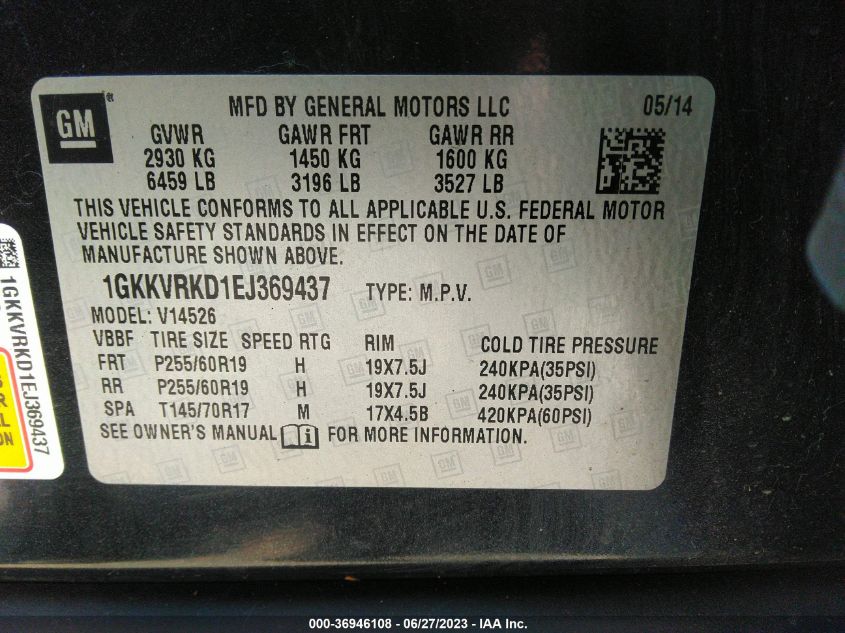 GM
MFD BY GENERAL MOTORS LLC 05/14
GVWR GAWR FRT GAWR RR
2930 KG 1450 KG 1600 KG
6459 LB 3196 LB 3527 LB
THIS VEHICLE CONFORMS TO ALL APPLICABLE U.S. FEDERAL MOTOR
VEHICLE SAFETY STANDARDS IN EFFECT ON THE DATE OF
MANUFACTURE SHOWN ABOVE.
1GKKVRKD1EJ369437 TYPE: M.P.V.
MODEL: V14526
VBBF TIRE SIZE SPEED RTG RIM COLD TIRE PRESSURE
FRT P255/60R19 H 19X7.5J 240KPA(35PSI)
RR P255/60R19 H 19X7.5J 240KPA(35PSI)
SPA T145/70R17 M 17X4.5B 420KPA(60PSI)
SEE OWNER'S MANUAL FOR MORE INFORMATION.
1GKKVRKD1EJ369437
000-36946108 - 06/27/2023 - IAA Inc.